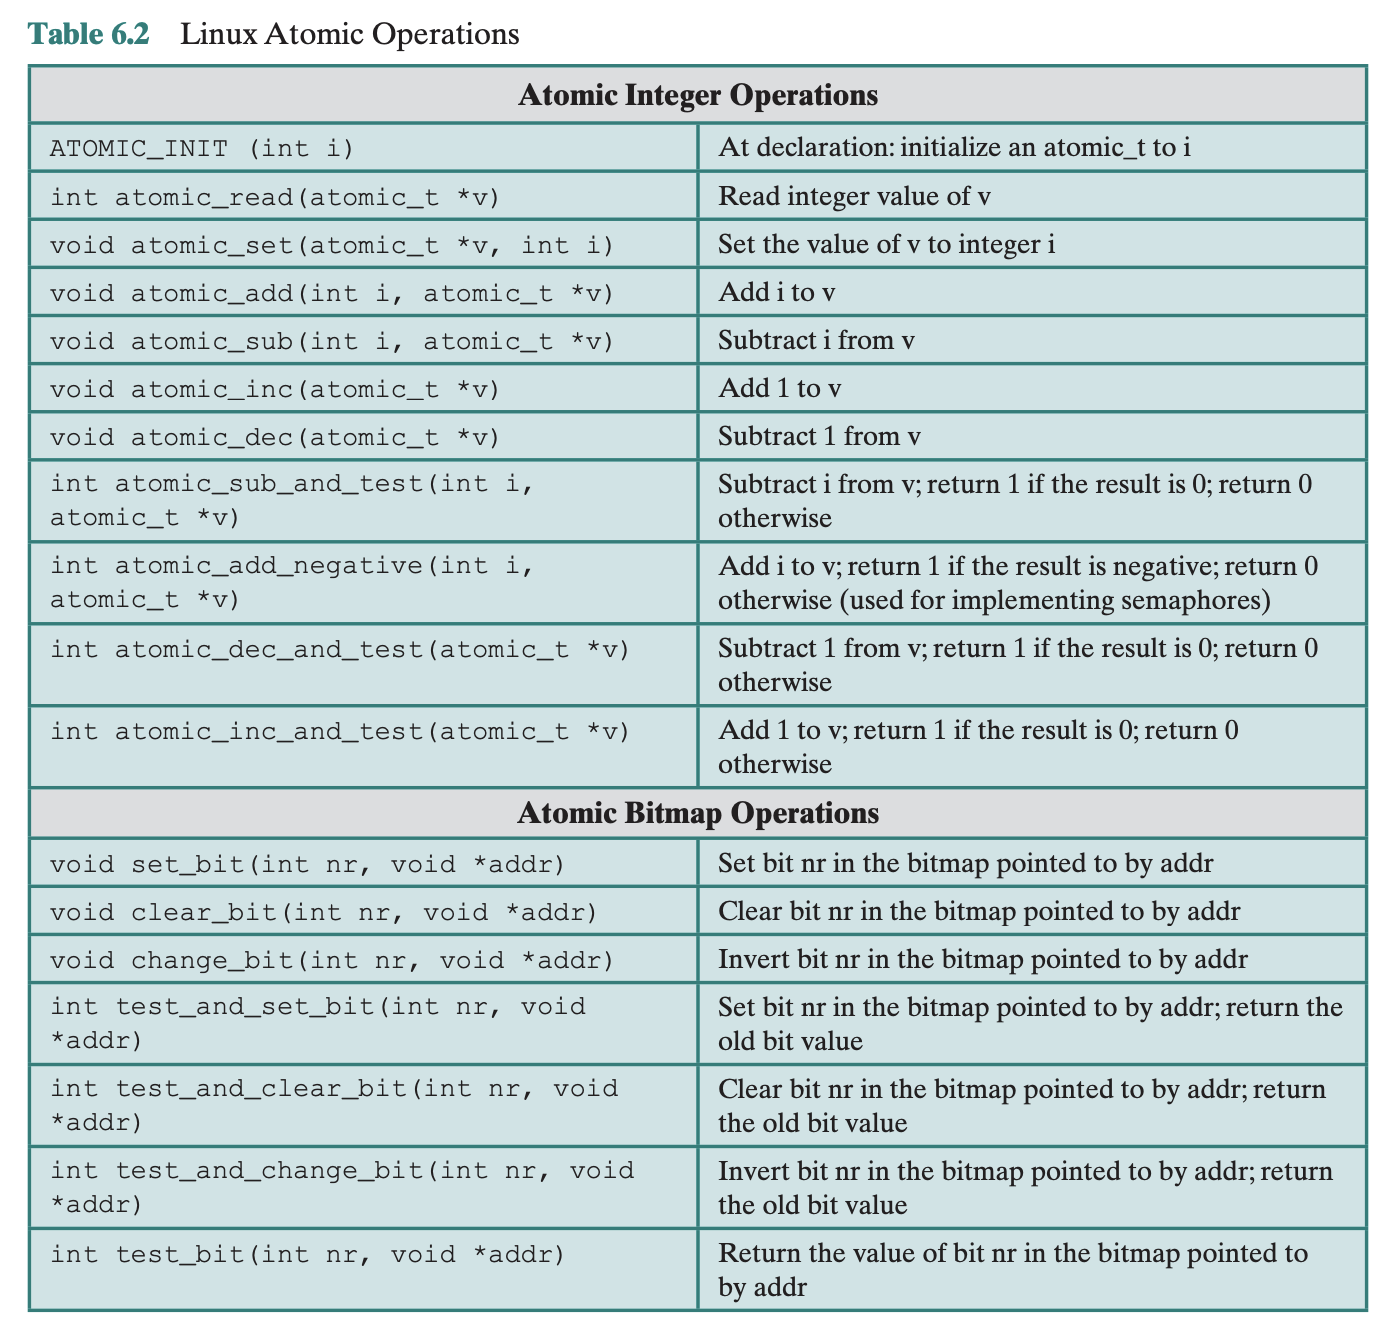 Table 6.2 Linux Atomic Operations
Atomic Integer Operations
ATOMIC_INIT (int i)
At declaration: initialize an atomic_t to i
int atomic_read(atomic_t *v)
Read integer value of v
void atomic_set(atomic_t *v, int i)
Set the value of v to integer i
void atomic_add(int i, atomic_t *v)
Add i to v
void atomic_sub(int i, atomic_t *v)
Subtract i from v
void atomic_inc(atomic_t *v)
Add 1 to v
void atomic_dec(atomic_t *v)
Subtract 1 from v
int atomic_sub_and_test(int i,
atomic_t *v)
Subtract i from v; return 1 if the result is 0; return 0
otherwise
int atomic_add_negative(int i,
atomic_t *v)
Add i to v; return 1 if the result is negative; return 0
otherwise (used for implementing semaphores)
int atomic_dec_and_test(atomic_t *v)
Subtract 1 from v; return 1 if the result is 0; return 0
otherwise
int atomic_inc_and_test(atomic_t *v)
Add 1 to v; return 1 if the result is 0; return 0
otherwise
Atomic Bitmap Operations
void set_bit(int nr, void *addr)
Set bit nr in the bitmap pointed to by addr
void clear_bit(int nr, void *addr)
Clear bit nr in the bitmap pointed to by addr
void change_bit(int nr, void *addr)
Invert bit nr in the bitmap pointed to by addr
int test_and_set_bit(int nr, void
*addr)
Set bit nr in the bitmap pointed to by addr; return the
old bit value
int test_and_clear_bit(int nr, void
*addr)
Clear bit nr in the bitmap pointed to by addr; return
the old bit value
int test_and_change_bit(int nr, void
*addr)
Invert bit nr in the bitmap pointed to by addr; return
the old bit value
int test_bit(int nr, void *addr)
Return the value of bit nr in the bitmap pointed to
by addr